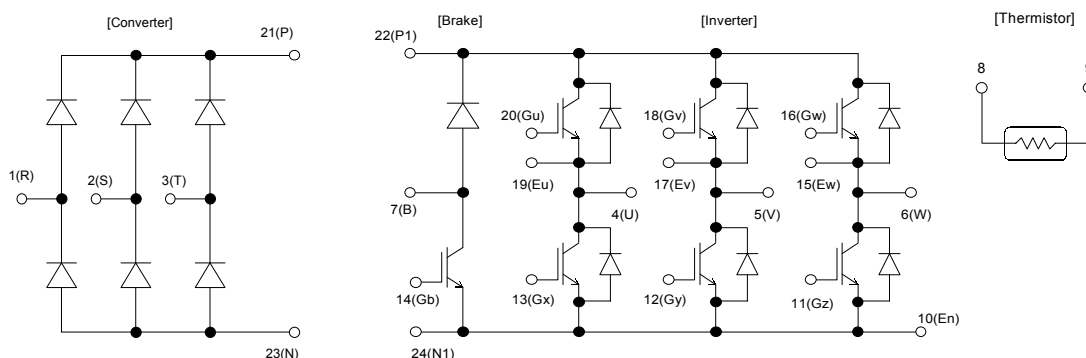 [Converter]
[Brake]
[Inverter]
[Thermistor]
21(P)
22(P1)
8
9
20(Gu)
18(Gv)
16(Gw)
1(R)
2(S)
3(T)
19(Eu)
17(Ev)
15(Ew)
7(B)
4(U)
5(V)
6(W)
14(Gb)
13(Gx)
12(Gy)
11(Gz)
10(En)
23(N)
24(N1)